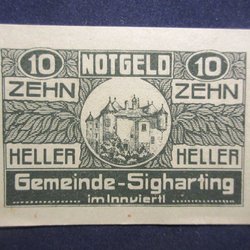 10 NOTGELD 10
ZEHN ZEHN
HELLER HELLER
Gemeinde-Sigharting
im Innviertl